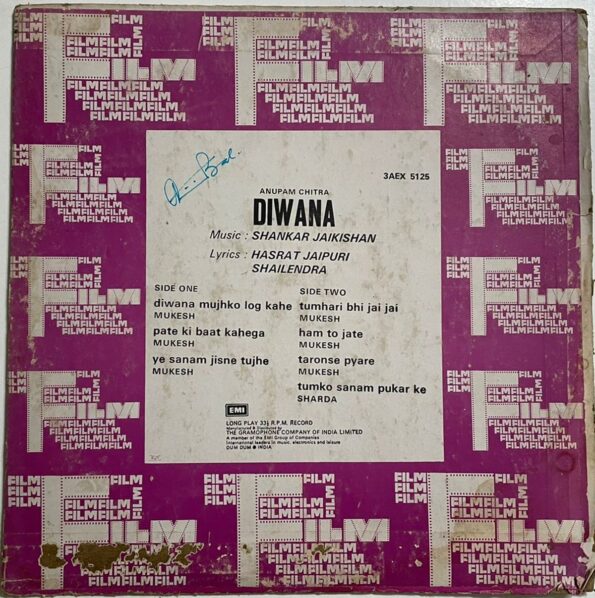 FILM
3AEX 5125
ANUPAM CHITRA
DIWANA
Music : SHANKAR JAIKISHAN
Lyrics : HASRAT JAIPURI
SHAILENDRA
SIDE ONE
diwana mujhko log kahe
MUKESH
pate ki baat kahega
MUKESH
ye sanam jisne tujhe
MUKESH
SIDE TWO
tumhari bhi jai jai
MUKESH
ham to jate
MUKESH
taronse pyare
MUKESH
tumko sanam pukar ke
SHARDA
EMI
LONG PLAY 33⅓ R.P.M. RECORD
Manufactured & Distributed by
THE GRAMOPHONE COMPANY OF INDIA LIMITED
A member of the EMI Group of Companies
International leaders in music, electronics and leisure
DUM DUM ● INDIA